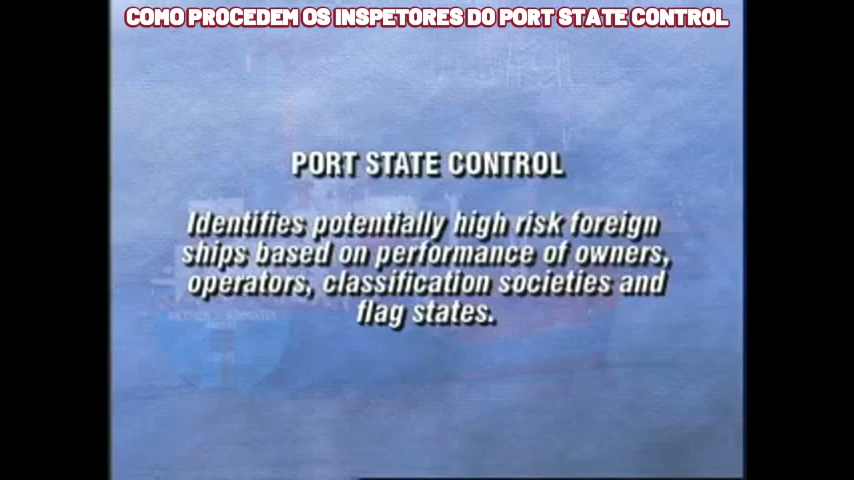 COMO PROCEDEM OS INSPETORES DO PORT STATE CONTROL
PORT STATE CONTROL
Identifies potentially high risk foreign
ships based on performance of owners,
operators, classification societies and
flag states.